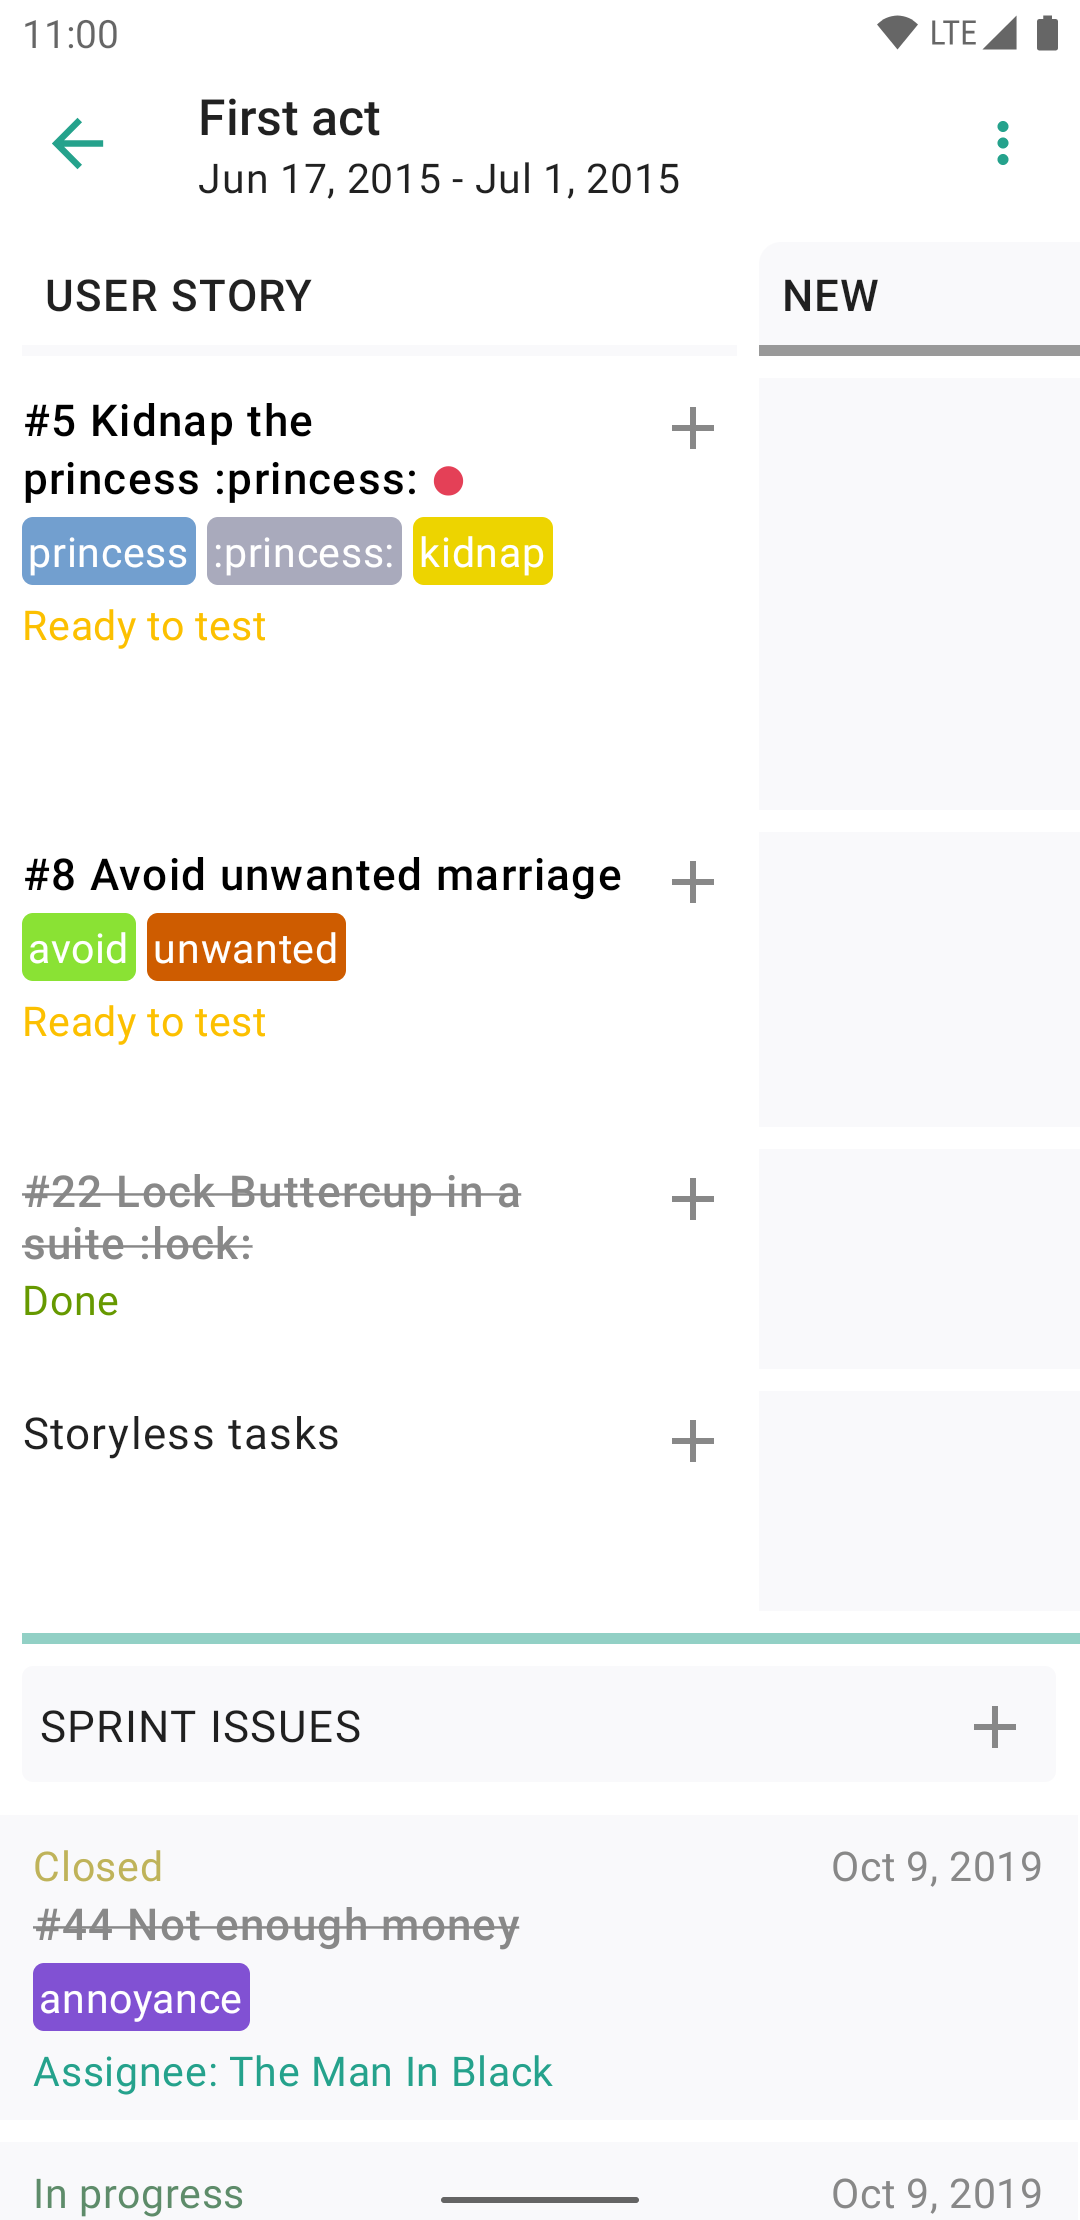 11:00
LTE
First act
Jun 17, 2015 - Jul 1, 2015
USER STORY
NEW
#5 Kidnap the
princess :princess:
princess :princess: kidnap
Ready to test
#8 Avoid unwanted marriage
avoid unwanted
Ready to test
#22 Lock Buttercup in a
suite :lock:
Done
Storyless tasks
SPRINT ISSUES
Closed
Oct 9, 2019
#44 Not enough money
annoyance
Assignee: The Man In Black
In progress
Oct 9, 2019